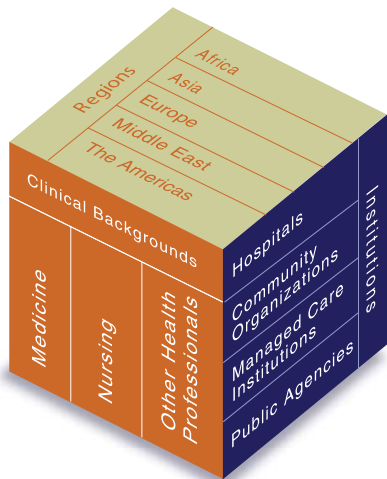 Regions
Africa
Asia
Europe
Middle East
The Americas
Clinical Backgrounds
Medicine
Nursing
Other Health
Professionals
Institutions
Hospitals
Community
Organizations
Managed Care
Institutions
Public Agencies